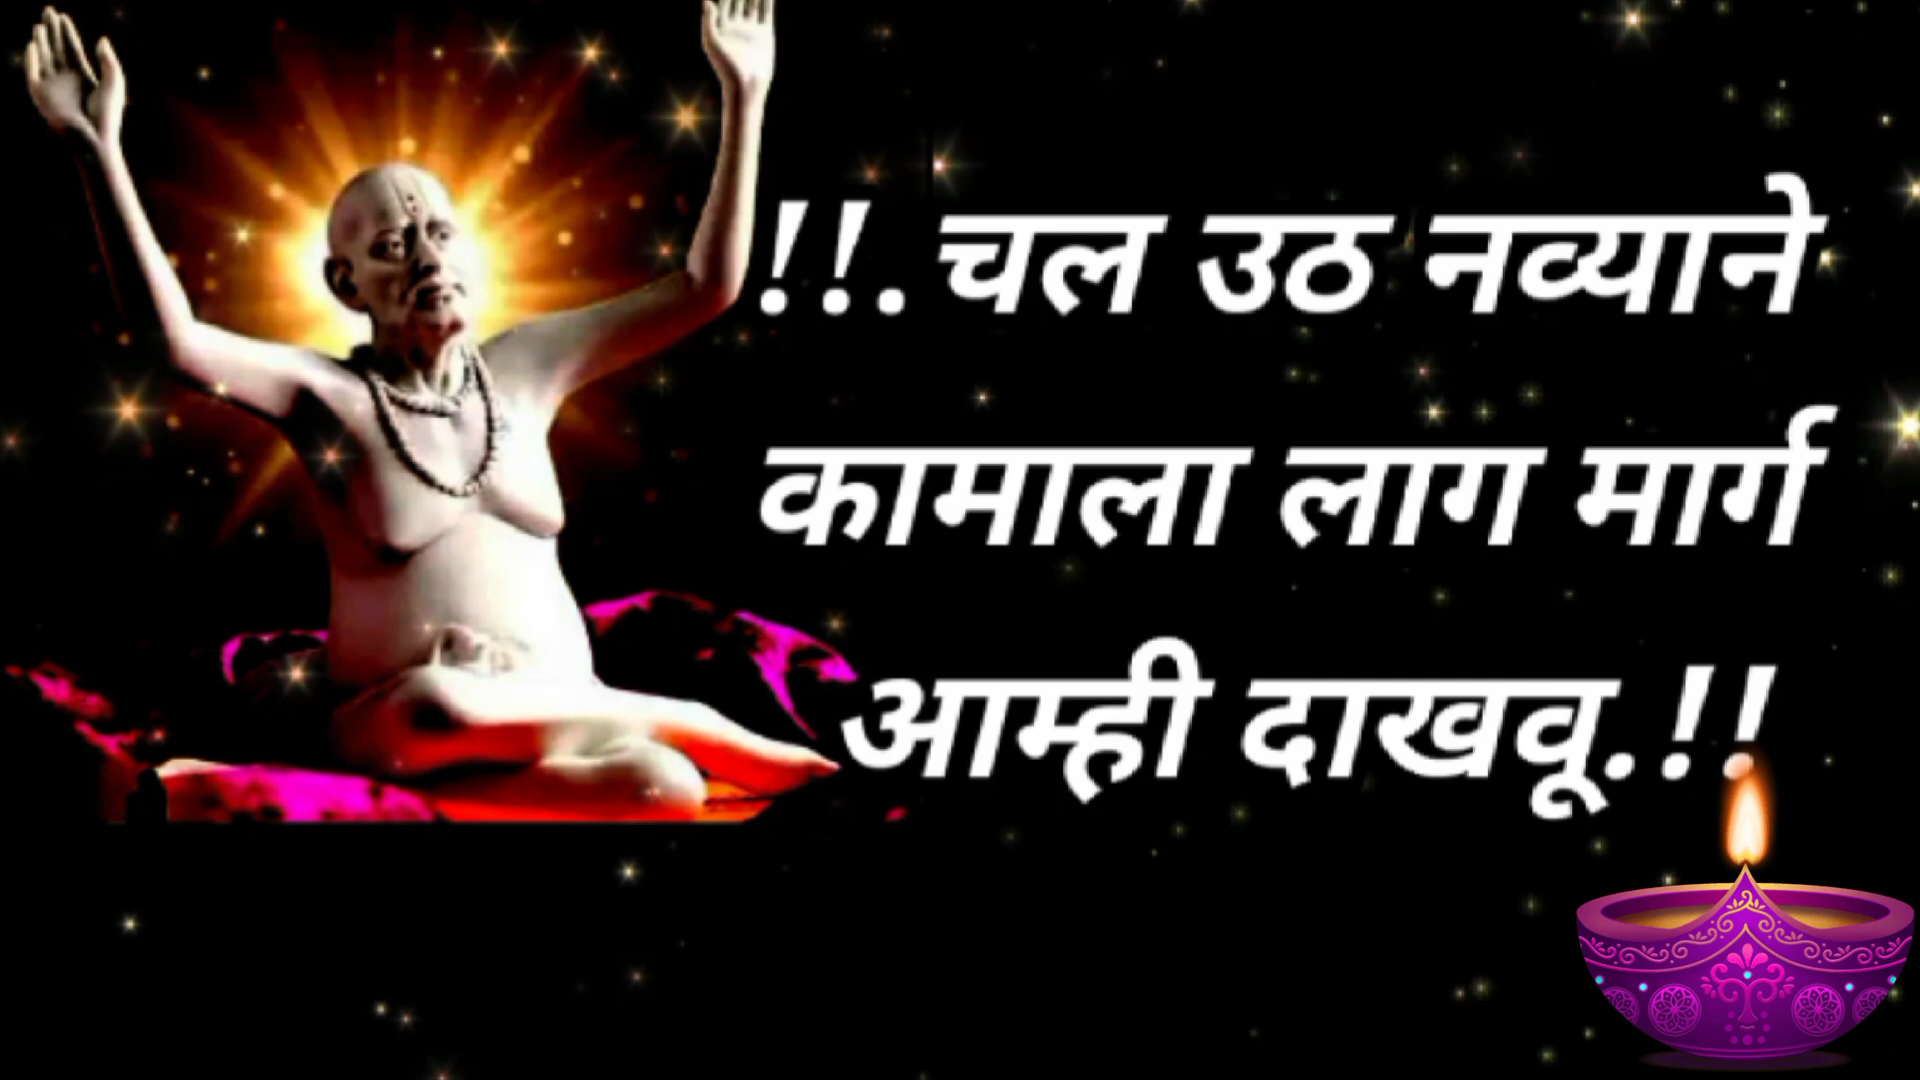 !!.चल उठ नव्याने
कामाला लाग मार्ग
आम्ही दाखवू.!!